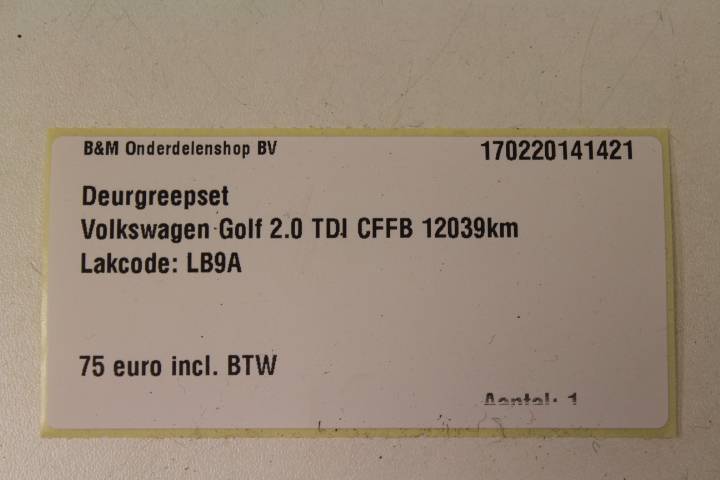 B&M Onderdelenshop BV 170220141421
Deurgreepset
Volkswagen Golf 2.0 TDI CFFB 12039km
Lakcode: LB9A
75 euro incl. BTW
Aantal: 1